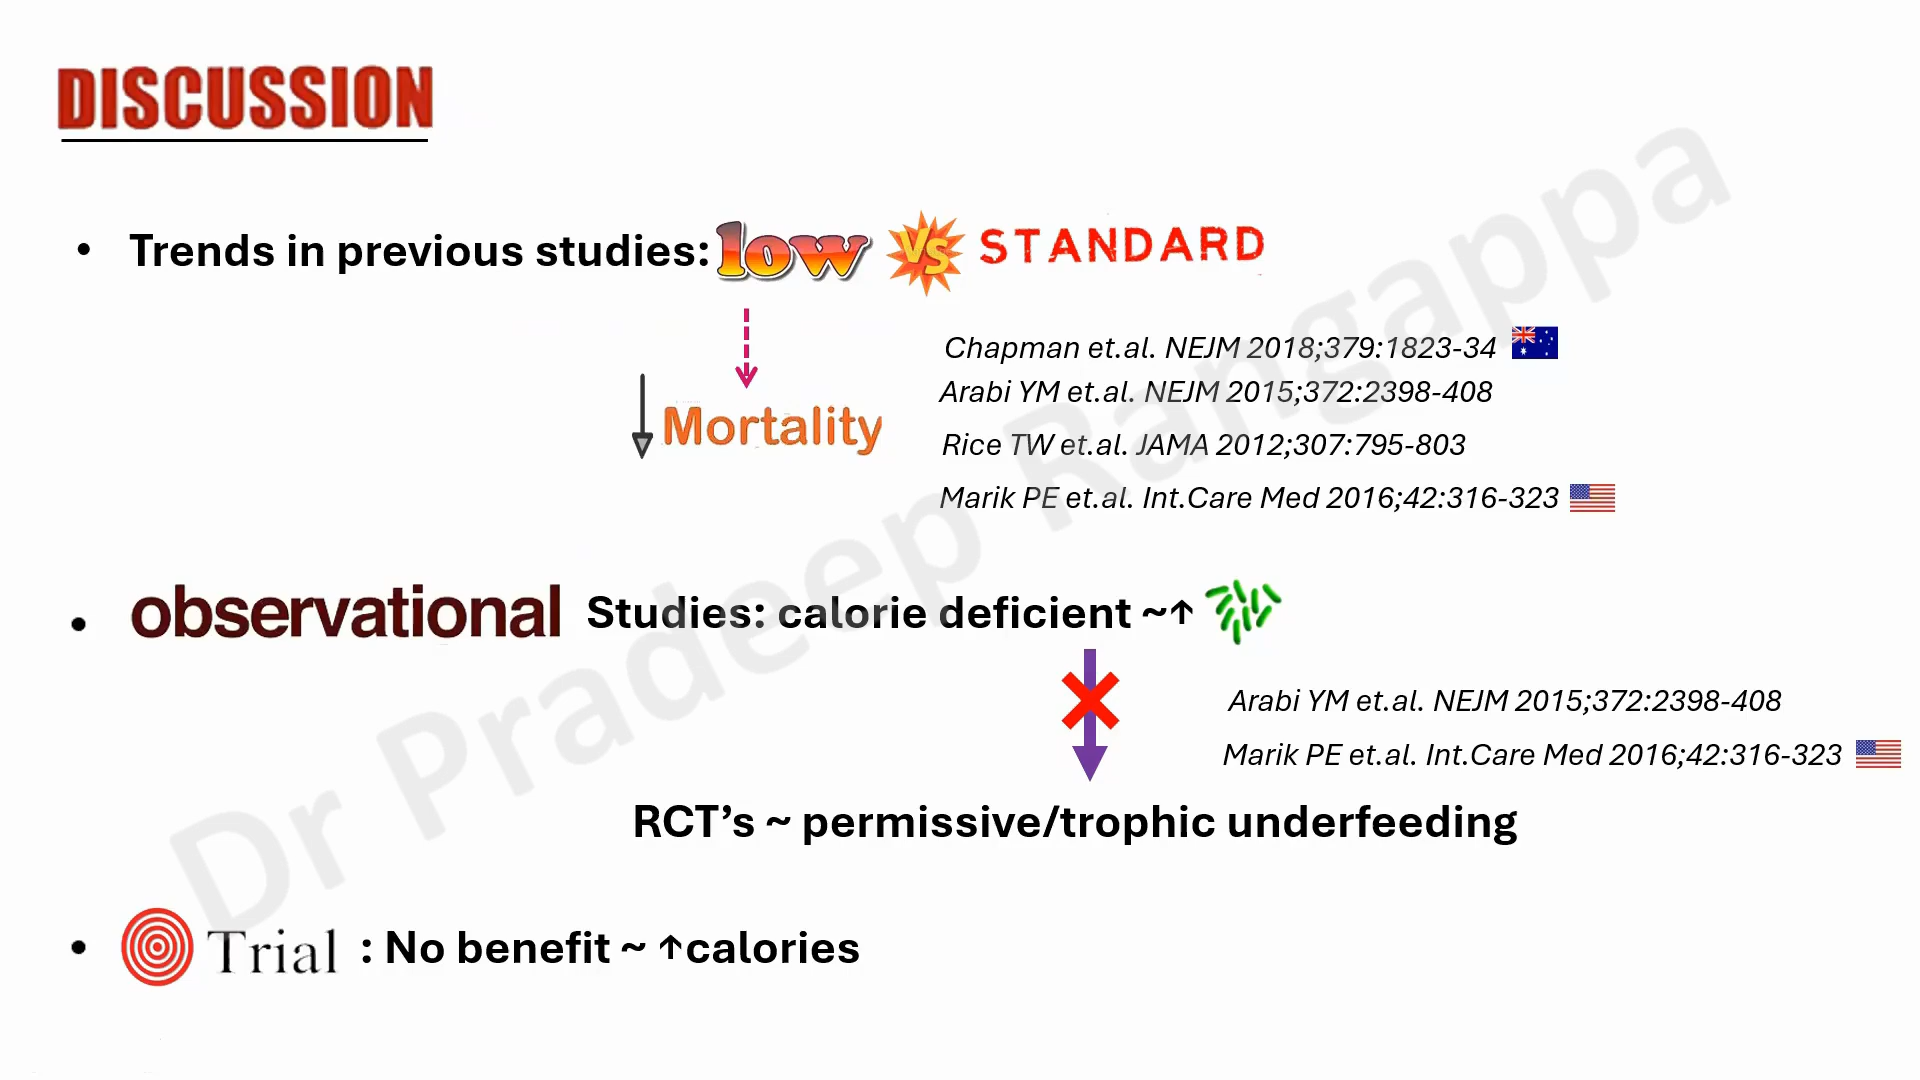 DISCUSSION
• Trends in previous studies: low VS STANDARD
Chapman et.al. NEJM 2018;379:1823-34
Arabi YM et.al. NEJM 2015;372:2398-408
↓ Mortality
Rice TW et.al. JAMA 2012;307:795-803
Marik PE et.al. Int.Care Med 2016;42:316-323
• observational Studies: calorie deficient ~↑
Arabi YM et.al. NEJM 2015;372:2398-408
Marik PE et.al. Int.Care Med 2016;42:316-323
RCT’s ~ permissive/trophic underfeeding
• Trial : No benefit ~ ↑calories
Dr Pradeep Rangappa